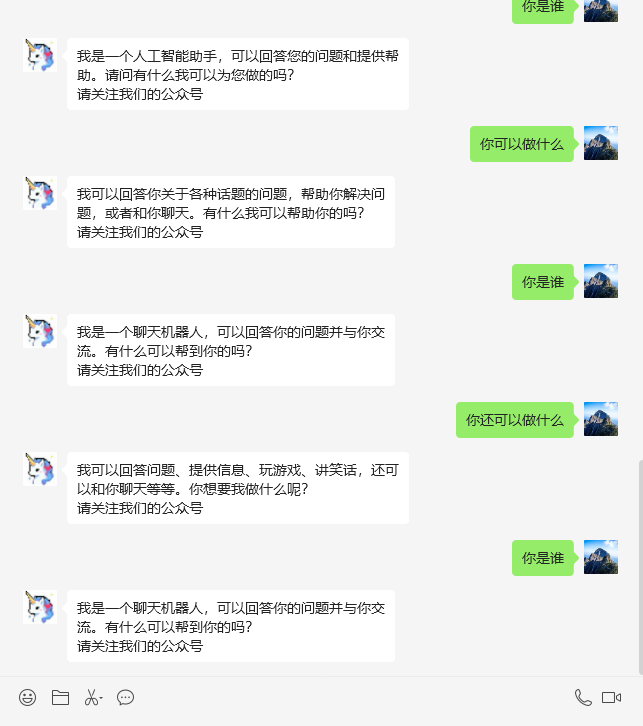 你是谁
我是一个人工智能助手，可以回答您的问题和提供帮
助。请问有什么我可以为您做的吗？
请关注我们的公众号
你可以做什么
我可以回答你关于各种话题的问题，帮助你解决问
题，或者和你聊天。有什么我可以帮助你的吗？
请关注我们的公众号
你是谁
我是一个聊天机器人，可以回答你的问题并与你交
流。有什么可以帮到你的吗？
请关注我们的公众号
你还可以做什么
我可以回答问题、提供信息、玩游戏、讲笑话，还可
以和你聊天等等。你想要我做什么呢？
请关注我们的公众号
你是谁
我是一个聊天机器人，可以回答你的问题并与你交
流。有什么可以帮到你的吗？
请关注我们的公众号